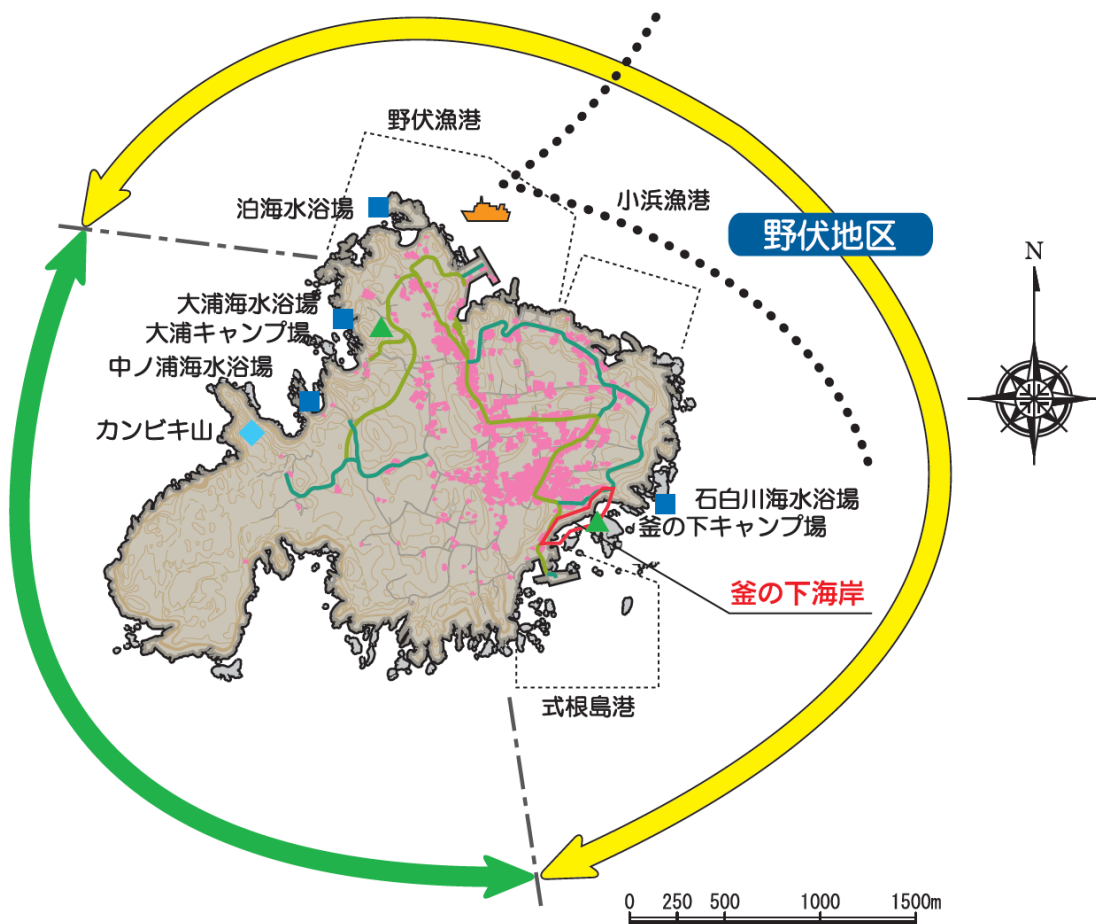 野伏漁港
小浜漁港
泊海水浴場
野伏地区
N
大浦海水浴場
大浦キャンプ場
中ノ浦海水浴場
カンビキ山
石白川海水浴場
釜の下キャンプ場
釜の下海岸
式根島港
0 250 500 1000 1500m